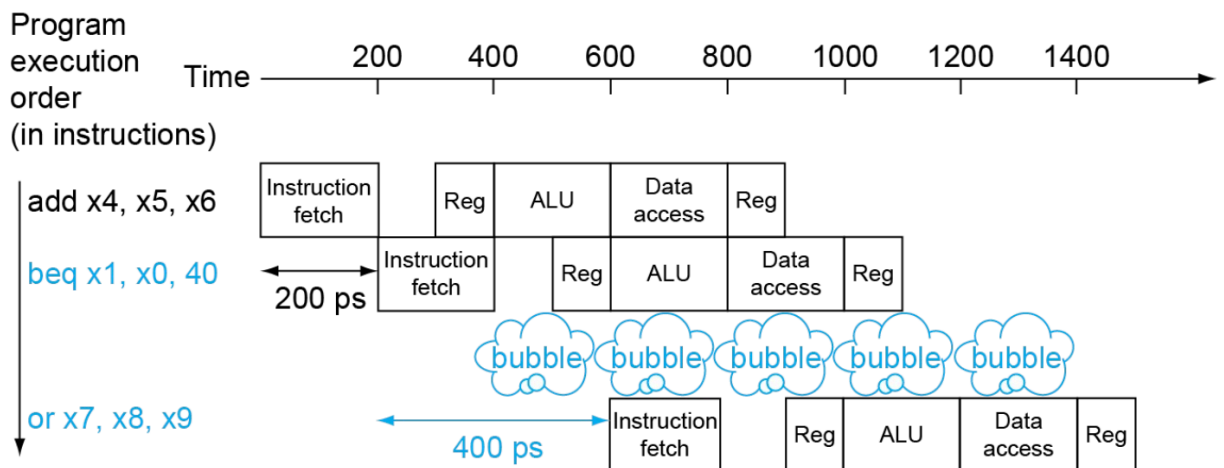 Program
execution
order
(in instructions)
Time
200 400 600 800 1000 1200 1400
add x4, x5, x6
Instruction
fetch
Reg
ALU
Data
access
Reg
beq x1, x0, 40
200 ps
Instruction
fetch
Reg
ALU
Data
access
Reg
bubble bubble bubble bubble bubble
or x7, x8, x9
400 ps
Instruction
fetch
Reg
ALU
Data
access
Reg